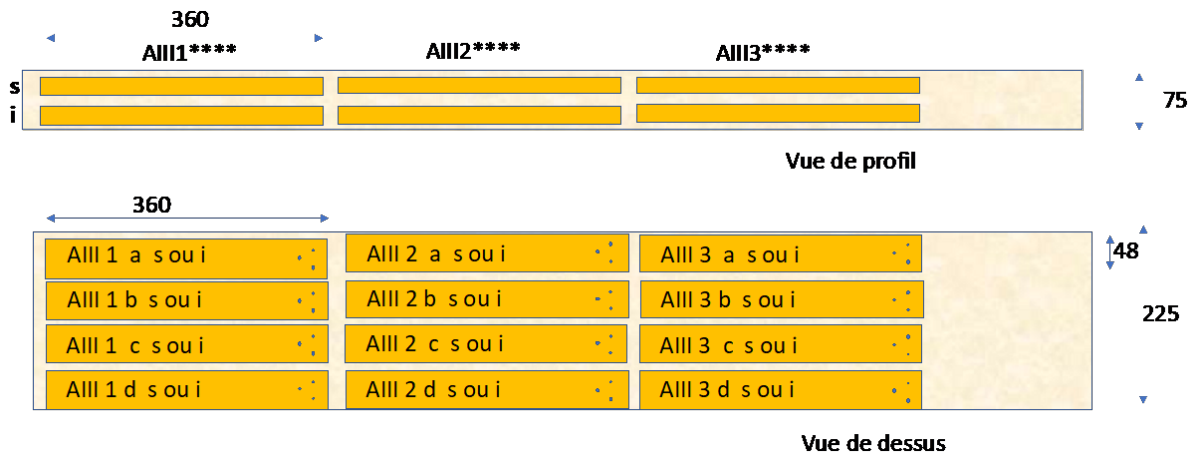 360
AIII1**** AIII2**** AIII3****
s
i
75
Vue de profil
360
AIII 1 a s ou i AIII 2 a s ou i AIII 3 a s ou i
48
AIII 1 b s ou i AIII 2 b s ou i AIII 3 b s ou i
225
AIII 1 c s ou i AIII 2 c s ou i AIII 3 c s ou i
AIII 1 d s ou i AIII 2 d s ou i AIII 3 d s ou i
Vue de dessus